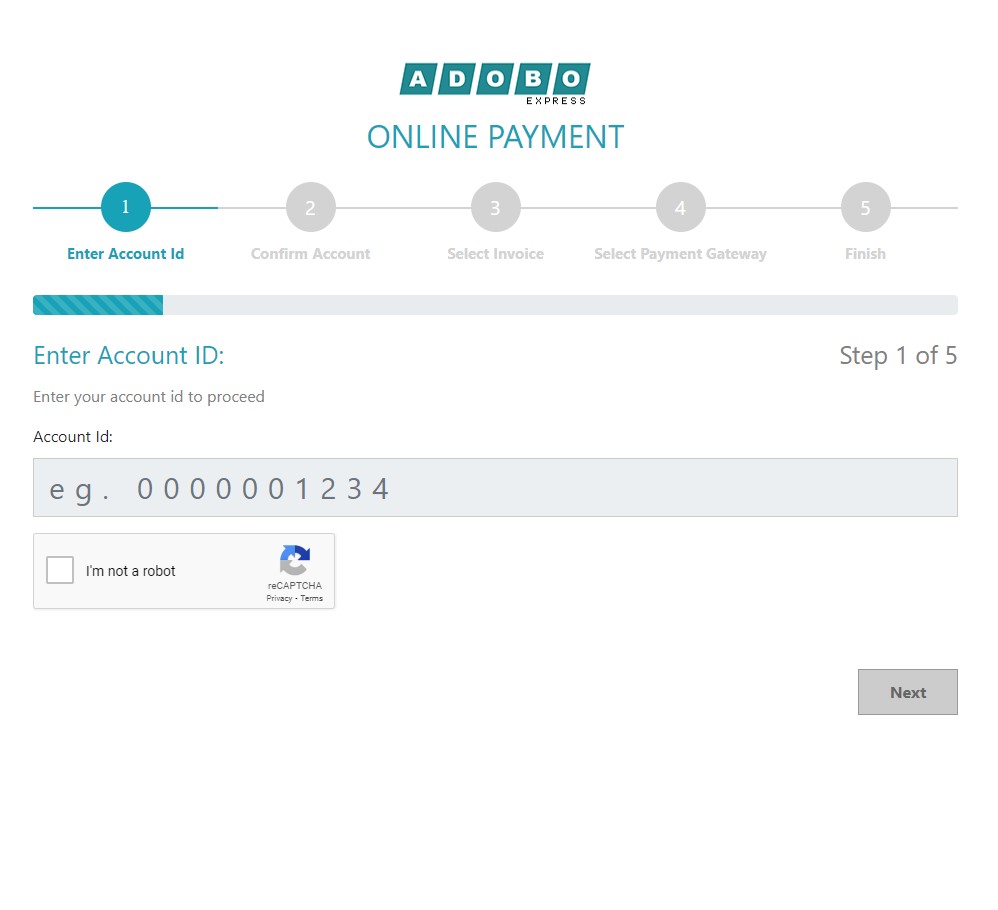 ADOBO
EXPRESS
ONLINE PAYMENT
1 2 3 4 5
Enter Account Id Confirm Account Select Invoice Select Payment Gateway Finish
Enter Account ID: Step 1 of 5
Enter your account id to proceed
Account Id:
eg. 0000001234
I'm not a robot
reCAPTCHA
Privacy - Terms
Next